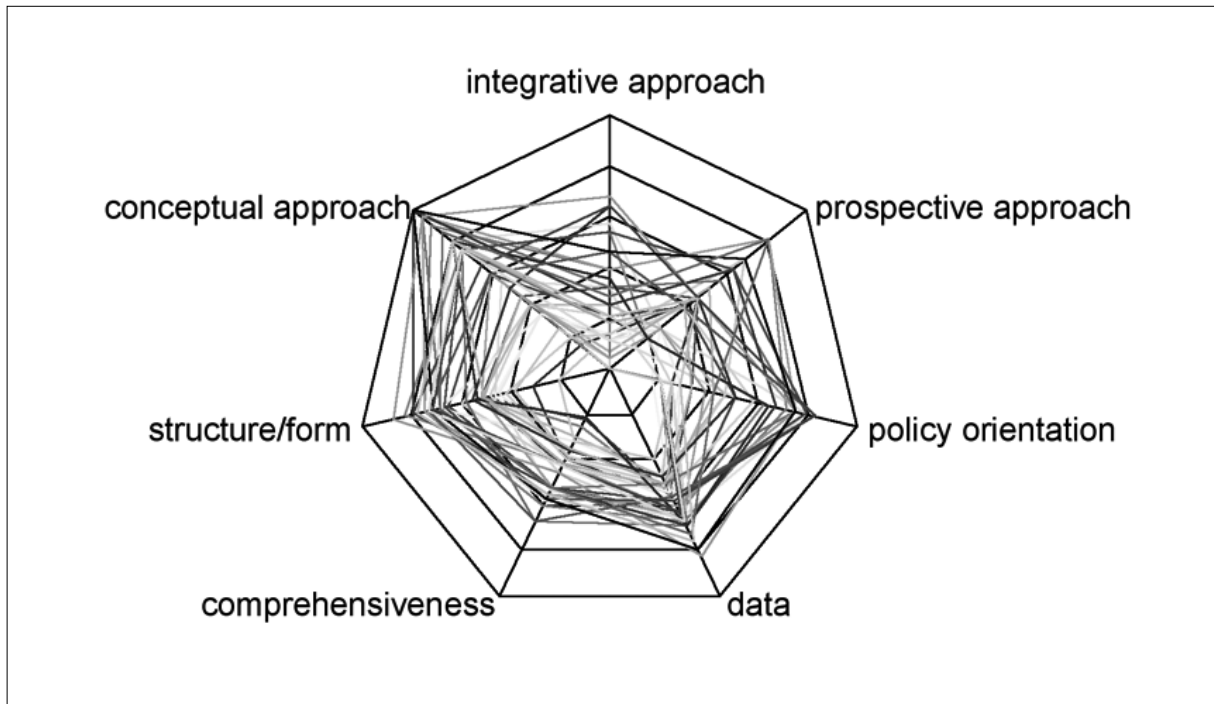 integrative approach
conceptual approach
prospective approach
structure/form
policy orientation
comprehensiveness
data